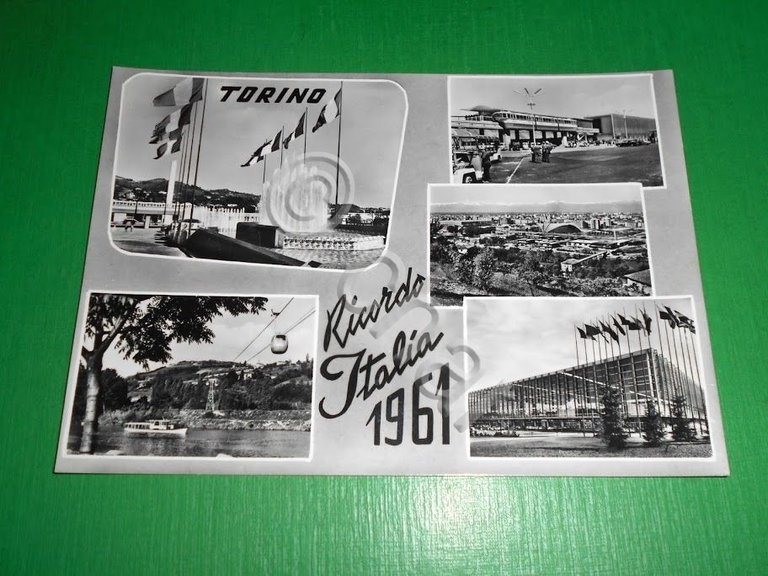 TORINO
Ricordo
Italia
1961